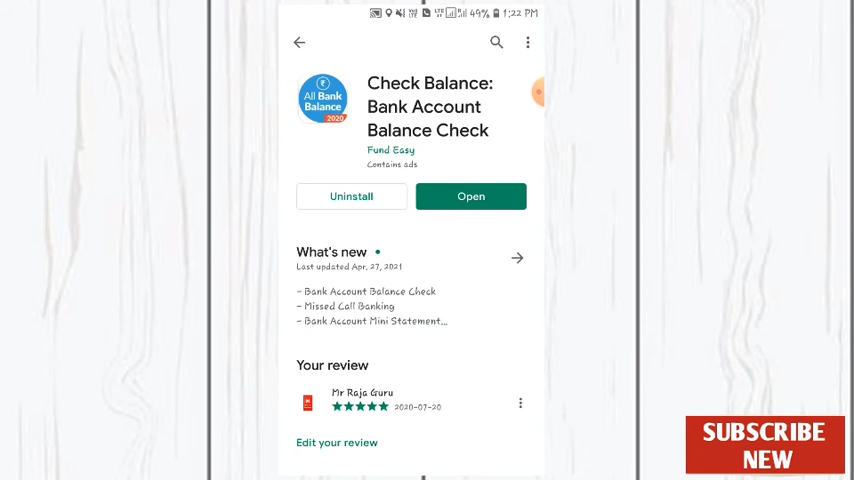 49% 1:22 PM
₹
All Bank
Balance
2020
Check Balance:
Bank Account
Balance Check
Fund Easy
Contains ads
Uninstall
Open
What's new
Last updated Apr. 27, 2021
- Bank Account Balance Check
- Missed Call Banking
- Bank Account Mini Statement...
Your review
Mr Raja Guru
2020-07-20
Edit your review
SUBSCRIBE
NEW